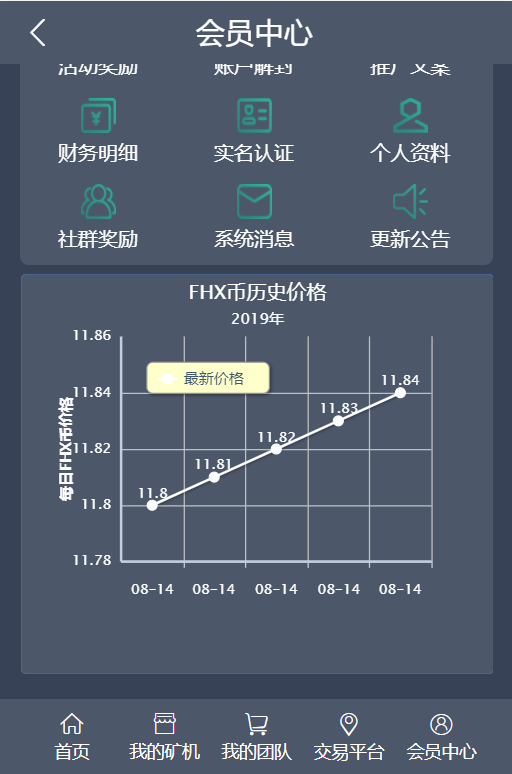 会员中心
活动奖励 账户解封 推广文案
财务明细 实名认证 个人资料
社群奖励 系统消息 更新公告
FHX币历史价格
2019年
11.86
11.84
11.82
11.8
11.78
每日FHX币价格
最新价格
11.8 11.81 11.82 11.83 11.84
08-14 08-14 08-14 08-14 08-14
首页 我的矿机 我的团队 交易平台 会员中心